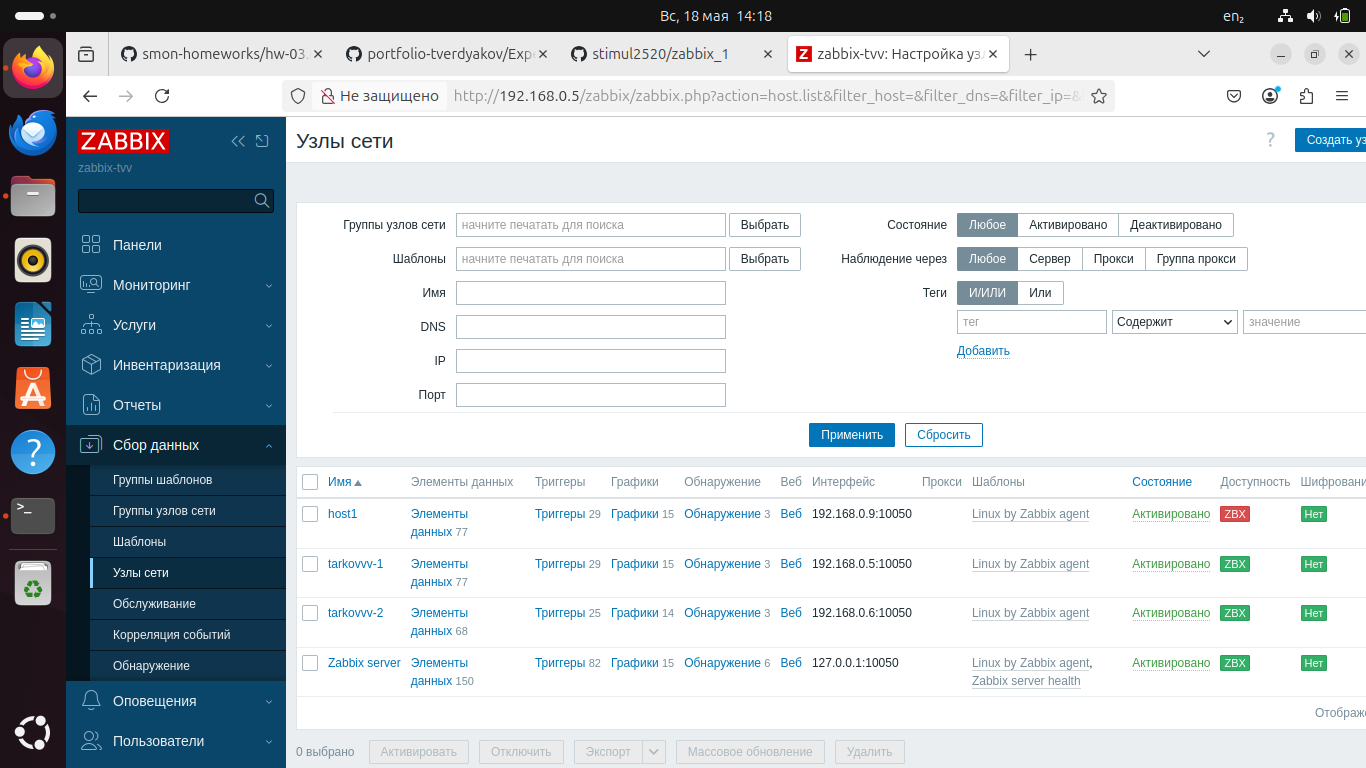 Вс, 18 мая 14:18
en₂
smon-homeworks/hw-03.
portfolio-tverdyakov/Exp
stimul2520/zabbix_1
zabbix-tvv: Настройка узл
Не защищено
http://192.168.0.5/zabbix/zabbix.php?action=host.list&filter_host=&filter_dns=&filter_ip=&
ZABBIX
zabbix-tvv
Панели
Мониторинг
Услуги
Инвентаризация
Отчеты
Сбор данных
Группы шаблонов
Группы узлов сети
Шаблоны
Узлы сети
Обслуживание
Корреляция событий
Обнаружение
Оповещения
Пользователи
Узлы сети
?
Создать уз
Группы узлов сети начните печатать для поиска Выбрать
Шаблоны начните печатать для поиска Выбрать
Имя
DNS
IP
Порт
Состояние Любое Активировано Деактивировано
Наблюдение через Любое Сервер Прокси Группа прокси
Теги И/ИЛИ Или
тег Содержит значение
Добавить
Применить Сбросить
Имя Элементы данных Триггеры Графики Обнаружение Веб Интерфейс Прокси Шаблоны Состояние Доступность Шифровани
host1 Элементы данных 77 Триггеры 29 Графики 15 Обнаружение 3 Веб 192.168.0.9:10050 Linux by Zabbix agent Активировано ZBX Нет
tarkovvv-1 Элементы данных 77 Триггеры 29 Графики 15 Обнаружение 3 Веб 192.168.0.5:10050 Linux by Zabbix agent Активировано ZBX Нет
tarkovvv-2 Элементы данных 68 Триггеры 25 Графики 14 Обнаружение 3 Веб 192.168.0.6:10050 Linux by Zabbix agent Активировано ZBX Нет
Zabbix server Элементы данных 150 Триггеры 82 Графики 15 Обнаружение 6 Веб 127.0.0.1:10050 Linux by Zabbix agent, Zabbix server health Активировано ZBX Нет
Отображ
0 выбрано Активировать Отключить Экспорт Массовое обновление Удалить